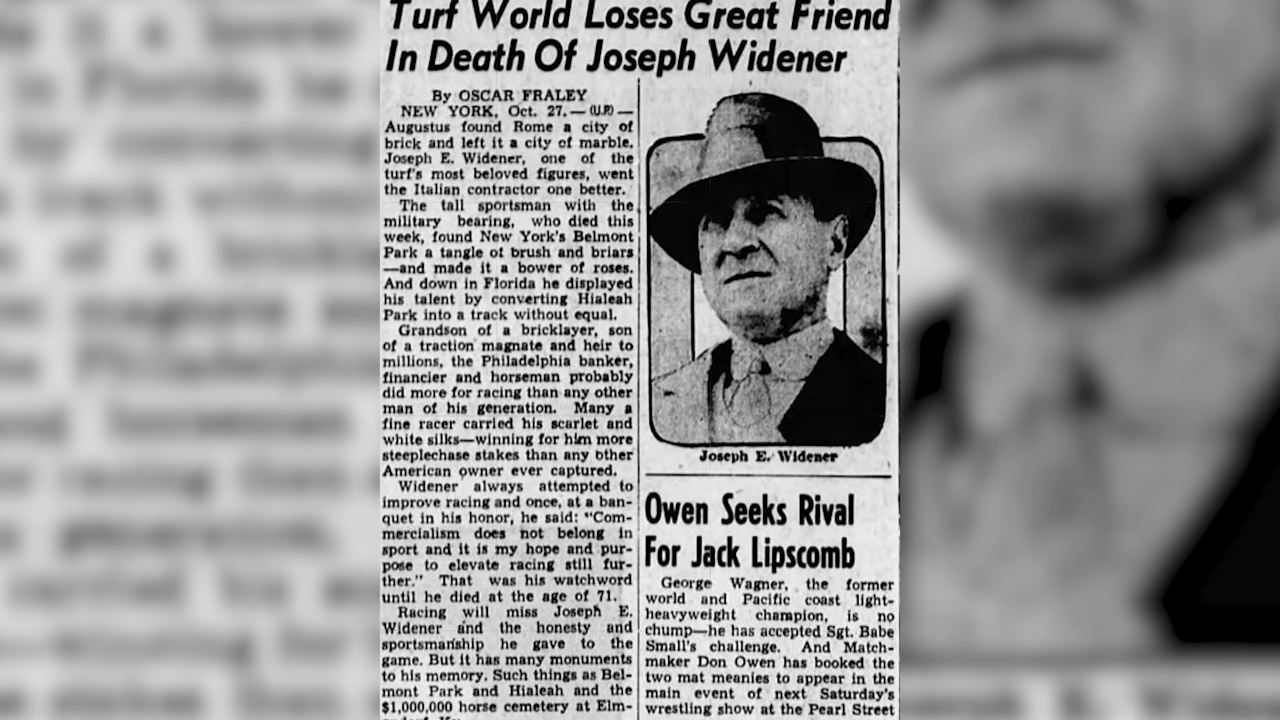 Turf World Loses Great Friend
In Death Of Joseph Widener
By OSCAR FRALEY
NEW YORK, Oct. 27.—(U.P.)—
Augustus found Rome a city of
brick and left it a city of marble.
Joseph E. Widener, one of the
turf's most beloved figures, went
the Italian contractor one better.
The tall sportsman with the
military bearing, who died this
week, found New York's Belmont
Park a tangle of brush and briars
—and made it a bower of roses.
And down in Florida he displayed
his talent by converting Hialeah
Park into a track without equal.
Grandson of a bricklayer, son
of a traction magnate and heir to
millions, the Philadelphia banker,
financier and horseman probably
did more for racing than any other
man of his generation. Many a
fine racer carried his scarlet and
white silks—winning for him more
steeplechase stakes than any other
American owner ever captured.
Widener always attempted to
improve racing and once, at a ban-
quet in his honor, he said: "Com-
mercialism does not belong in
sport and it is my hope and pur-
pose to elevate racing still fur-
ther." That was his watchword
until he died at the age of 71.
Racing will miss Joseph E.
Widener and the honesty and
sportsmanship he gave to the
game. But it has many monuments
to his memory. Such things as Bel-
mont Park and Hialeah and the
$1,000,000 horse cemetery at Elm-
Joseph E. Widener
Owen Seeks Rival
For Jack Lipscomb
George Wagner, the former
world and Pacific coast light-
heavyweight champion, is no
chump—he has accepted Sgt. Babe
Small's challenge. And Match-
maker Don Owen has booked the
two mat meanies to appear in the
main event of next Saturday's
wrestling show at the Pearl Street